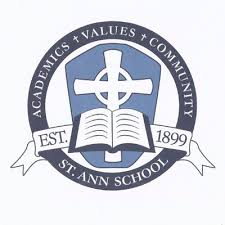 ACADEMICS ✝ VALUES ✝ COMMUNITY
EST. 1899
ST. ANN SCHOOL